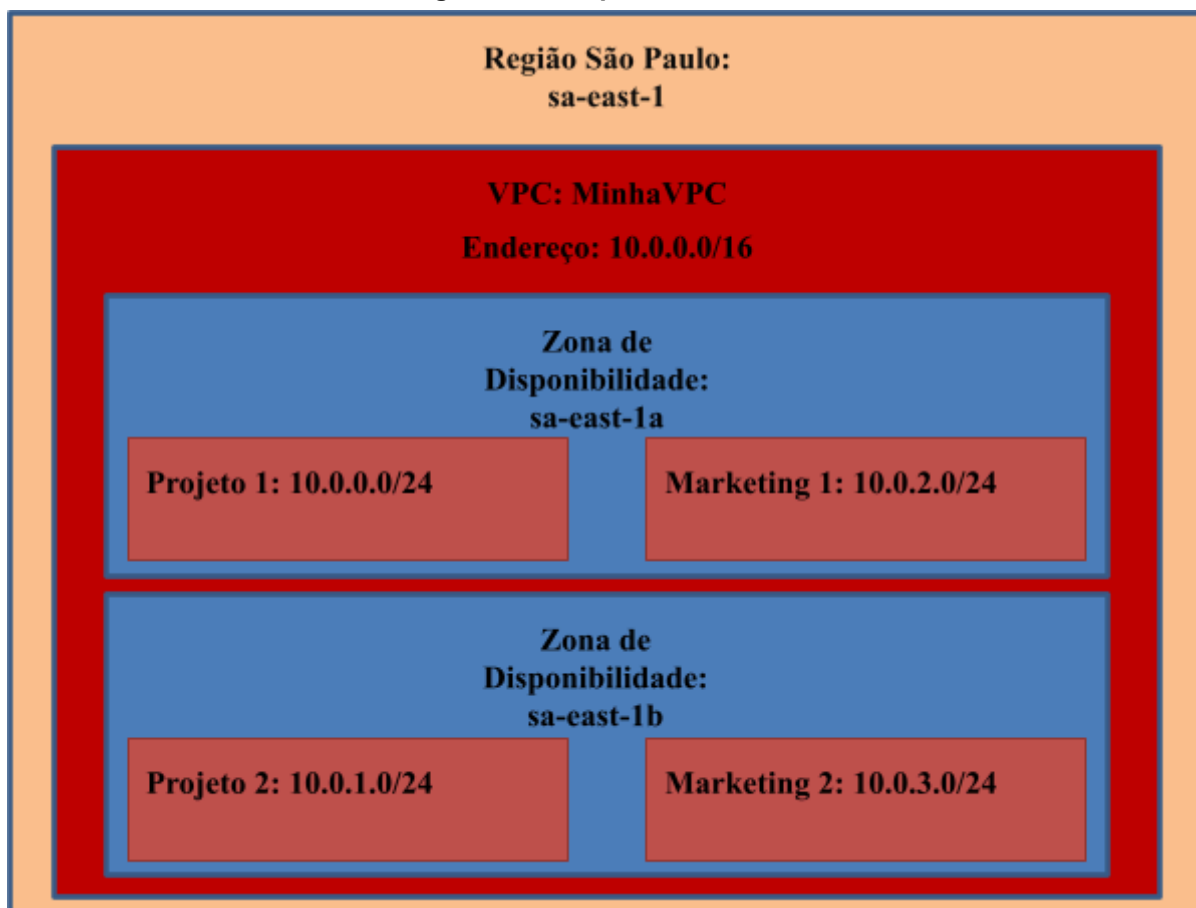 Região São Paulo:
sa-east-1
VPC: MinhaVPC
Endereço: 10.0.0.0/16
Zona de
Disponibilidade:
sa-east-1a
Projeto 1: 10.0.0.0/24
Marketing 1: 10.0.2.0/24
Zona de
Disponibilidade:
sa-east-1b
Projeto 2: 10.0.1.0/24
Marketing 2: 10.0.3.0/24